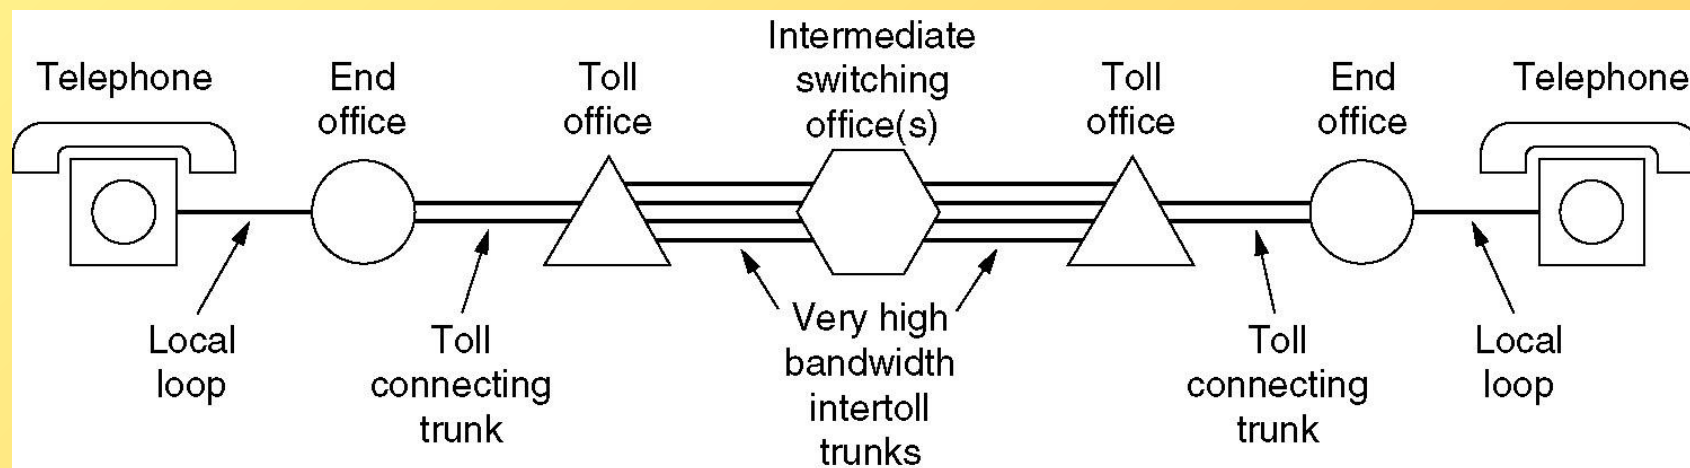 Telephone
End
office
Toll
office
Intermediate
switching
office(s)
Toll
office
End
office
Telephone
Local
loop
Toll
connecting
trunk
Very high
bandwidth
intertoll
trunks
Toll
connecting
trunk
Local
loop